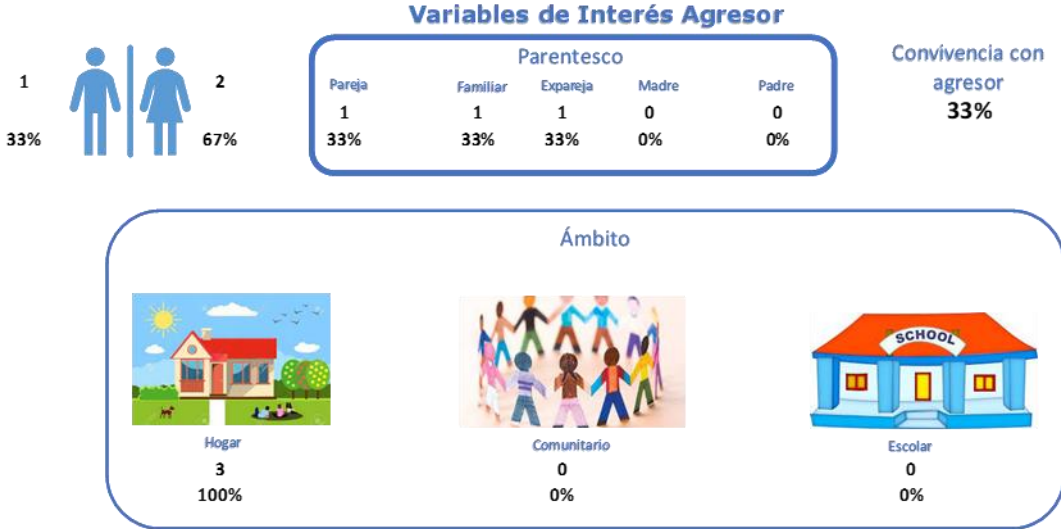 Variables de Interés Agresor
1
2
33%
67%
Parentesco
Pareja Familiar Expareja Madre Padre
1 1 1 0 0
33% 33% 33% 0% 0%
Convivencia con
agresor
33%
Ámbito
SCHOOL
Hogar Comunitario Escolar
3 0 0
100% 0% 0%